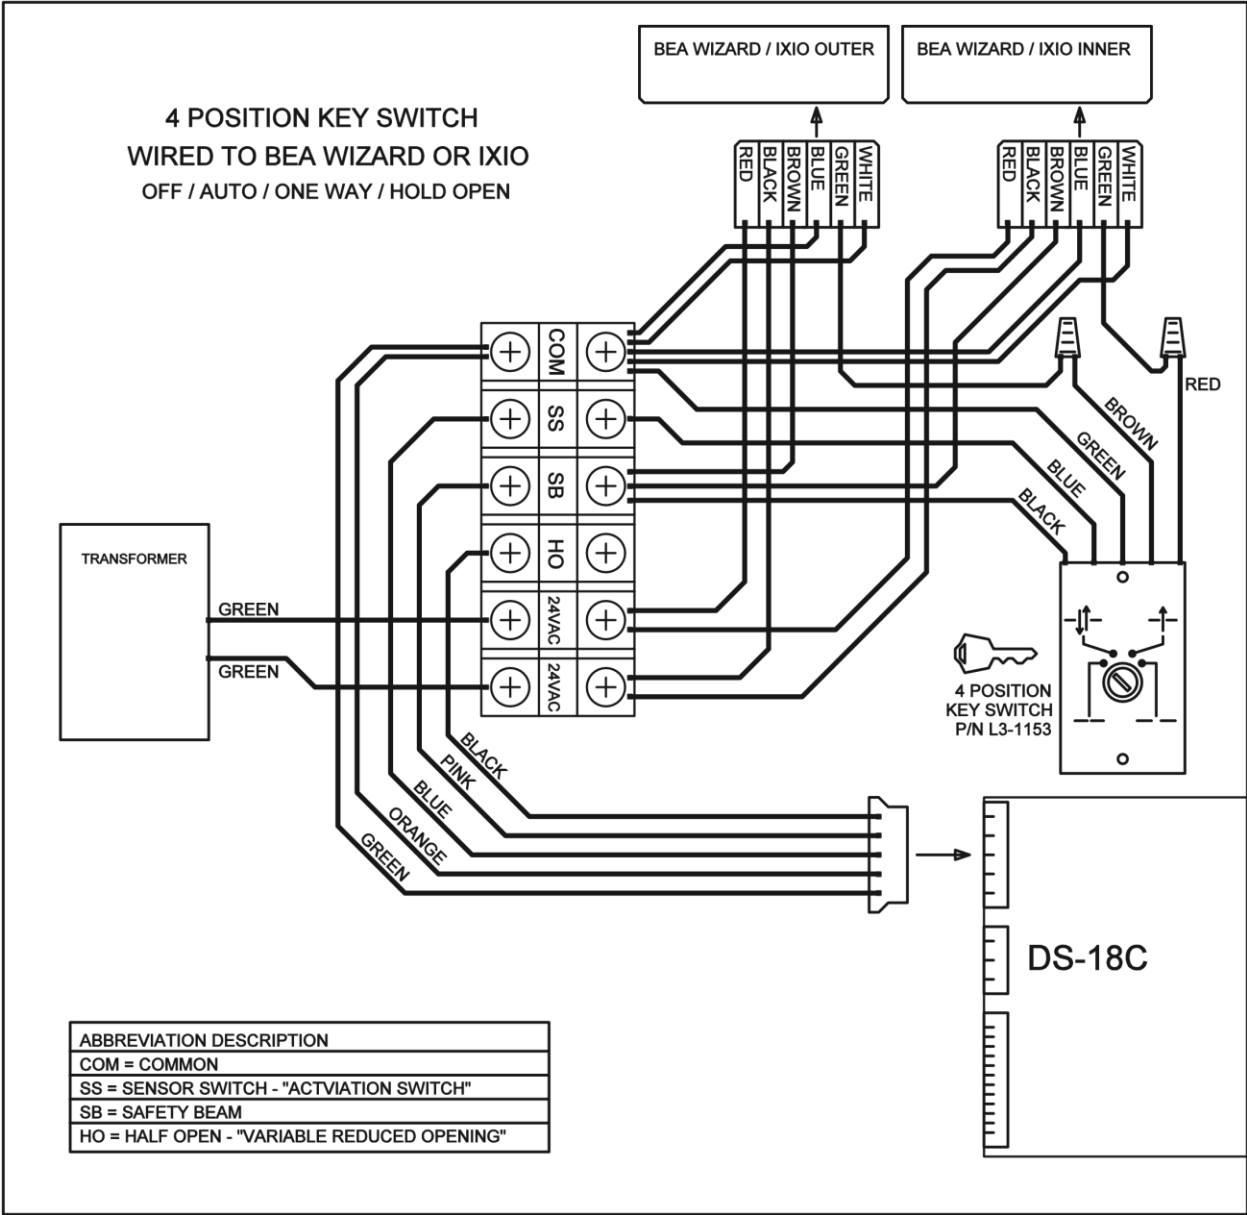 BEA WIZARD / IXIO OUTER
BEA WIZARD / IXIO INNER
4 POSITION KEY SWITCH
WIRED TO BEA WIZARD OR IXIO
OFF / AUTO / ONE WAY / HOLD OPEN
RED
BLACK
BROWN
BLUE
GREEN
WHITE
RED
BLACK
BROWN
BLUE
GREEN
WHITE
COM
SS
SB
HO
24VAC
24VAC
RED
BROWN
GREEN
BLUE
BLACK
TRANSFORMER
GREEN
GREEN
4 POSITION
KEY SWITCH
P/N L3-1153
BLACK
PINK
BLUE
ORANGE
GREEN
DS-18C
ABBREVIATION DESCRIPTION
COM = COMMON
SS = SENSOR SWITCH - "ACTVIATION SWITCH"
SB = SAFETY BEAM
HO = HALF OPEN - "VARIABLE REDUCED OPENING"